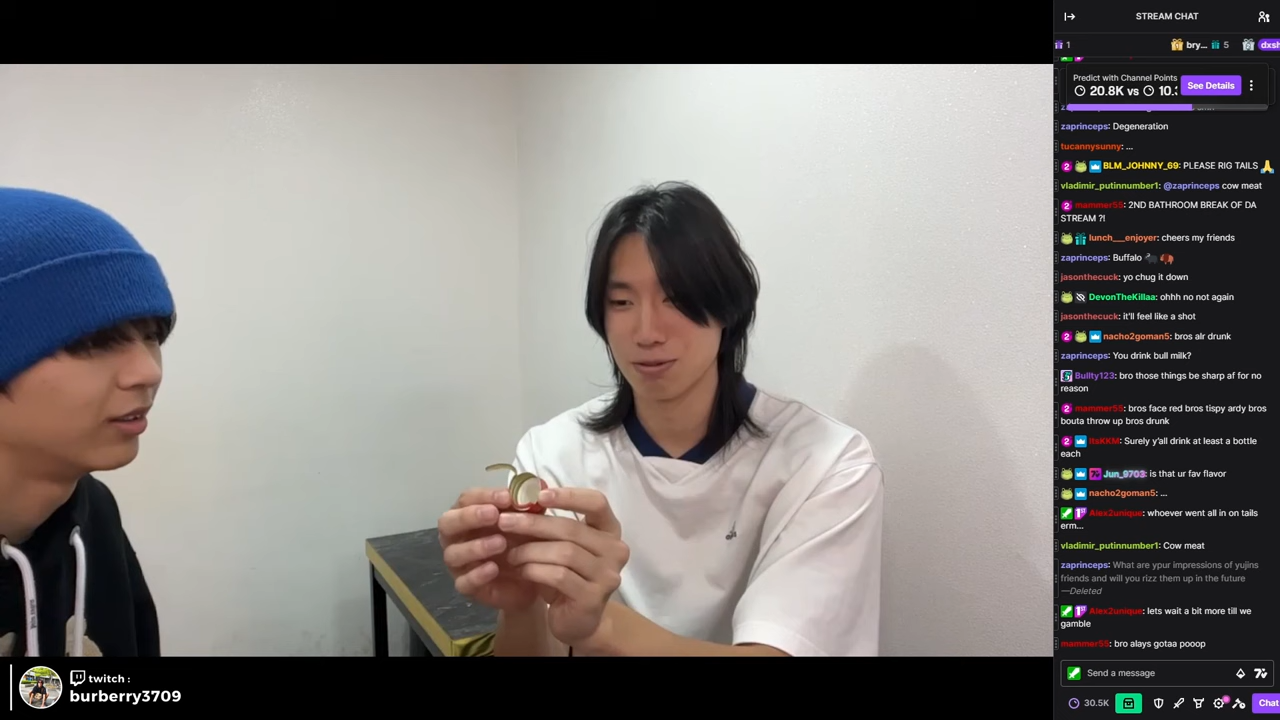 STREAM CHAT
1
bry... 5
dxsh
Predict with Channel Points
20.8K vs 10.
See Details
zaprinceps: Degeneration
tucannysunny: ...
2 BLM_JOHNNY_69: PLEASE RIG TAILS 🙏
vladimir_putinnumber1: @zaprinceps cow meat
2 mammer55: 2ND BATHROOM BREAK OF DA
STREAM ?!
lunch___enjoyer: cheers my friends
zaprinceps: Buffalo 🐃 🦬
jasonthecuck: yo chug it down
DevonTheKillaa: ohhh no not again
jasonthecuck: it'll feel like a shot
2 nacho2goman5: bros alr drunk
zaprinceps: You drink bull milk?
Bullty123: bro those things be sharp af for no
reason
2 mammer55: bros face red bros tispy ardy bros
bouta throw up bros drunk
2 ItsKKM: Surely y'all drink at least a bottle
each
Jun_9703: is that ur fav flavor
nacho2goman5: ...
Alex2unique: whoever went all in on tails
erm...
vladimir_putinnumber1: Cow meat
zaprinceps: What are ypur impressions of yujins
friends and will you rizz them up in the future
—Deleted
Alex2unique: lets wait a bit more till we
gamble
mammer55: bro alays gotaa pooop
Send a message
30.5K
Chat
twitch :
burberry3709